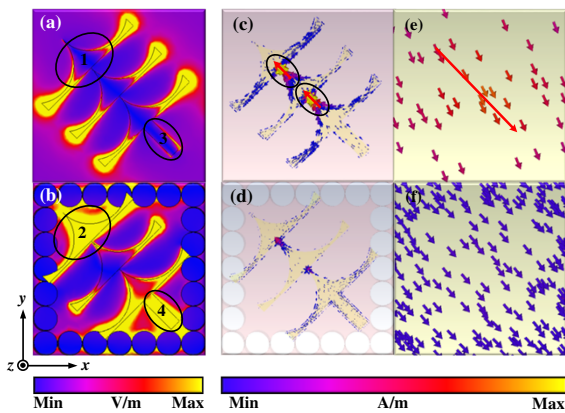 (a)
1
3
(c)
(e)
(b)
2
4
(d)
(f)
y
z
x
Min V/m Max
Min A/m Max